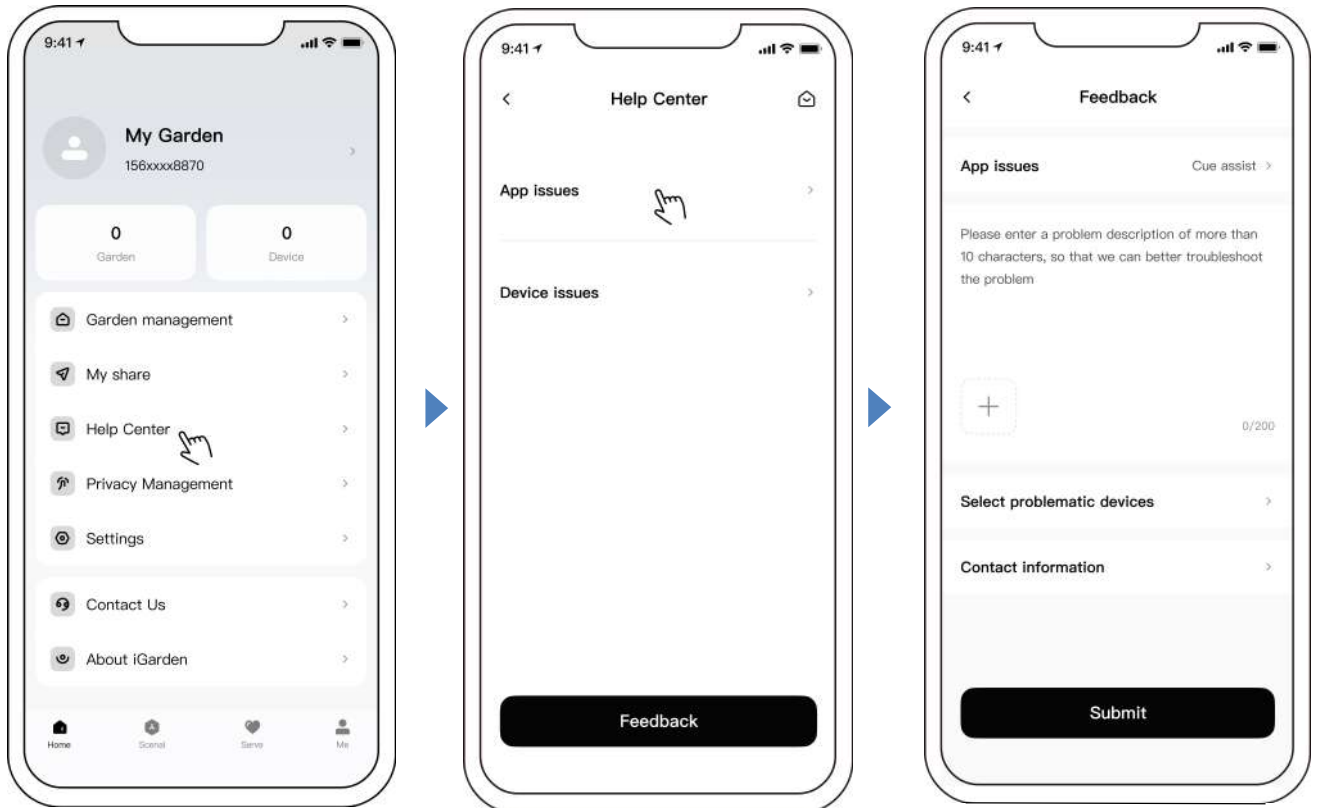 9:41
My Garden
156xxxx8870
0
Garden
0
Device
Garden management
My share
Help Center
Privacy Management
Settings
Contact Us
About iGarden
Home
Scenel
Serve
Me
9:41
Help Center
App issues
Device issues
Feedback
9:41
Feedback
App issues
Cue assist
Please enter a problem description of more than
10 characters, so that we can better troubleshoot
the problem
0/200
Select problematic devices
Contact information
Submit